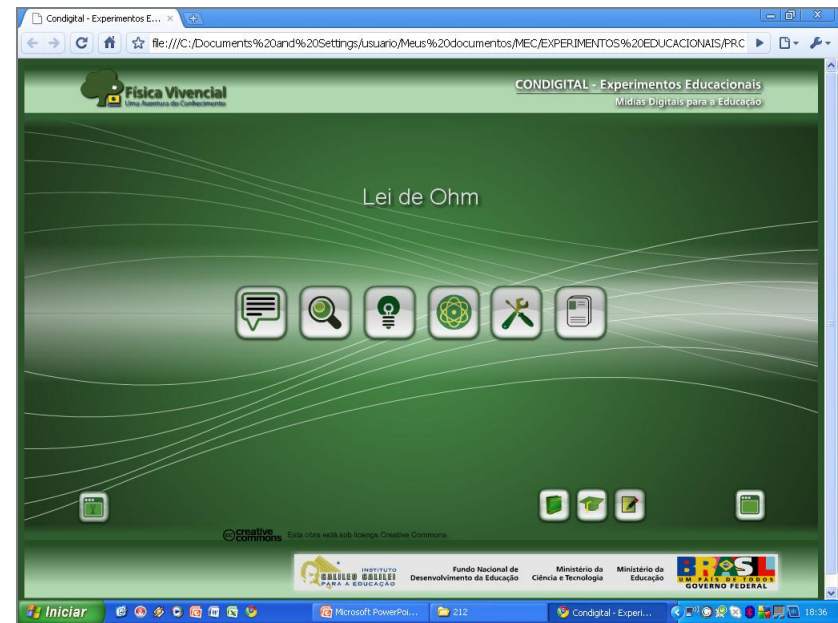 Condigital - Experimentos E...
file:///C:/Documents%20and%20Settings/usuario/Meus%20documentos/MEC/EXPERIMENTOS%20EDUCACIONAIS/PRC
Física Vivencial
Uma Aventura do Conhecimento
CONDIGITAL - Experimentos Educacionais
Mídias Digitais para a Educação
Lei de Ohm
creative commons
Esta obra está sob licença Creative Commons.
INSTITUTO
GALILEO GALILEI
PARA A EDUCAÇÃO
Fundo Nacional de
Desenvolvimento da Educação
Ministério da
Ciência e Tecnologia
Ministério da
Educação
BRASIL
UM PAÍS DE TODOS
GOVERNO FEDERAL
Iniciar
Microsoft PowerPoi...
212
Condigital - Experi...
18:36